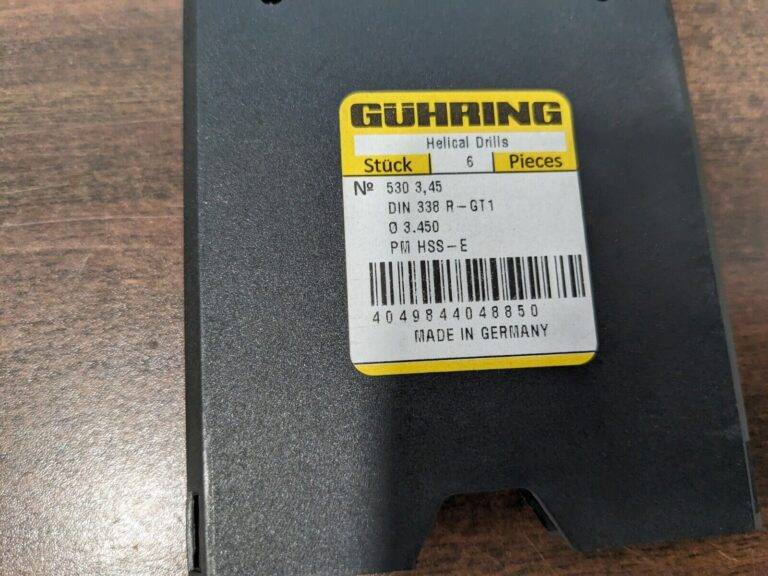 GÜHRING
Helical Drills
Stück 6 Pieces
Nº 530 3,45
DIN 338 R-GT1
Ø 3.450
PM HSS-E
4049844048850
MADE IN GERMANY